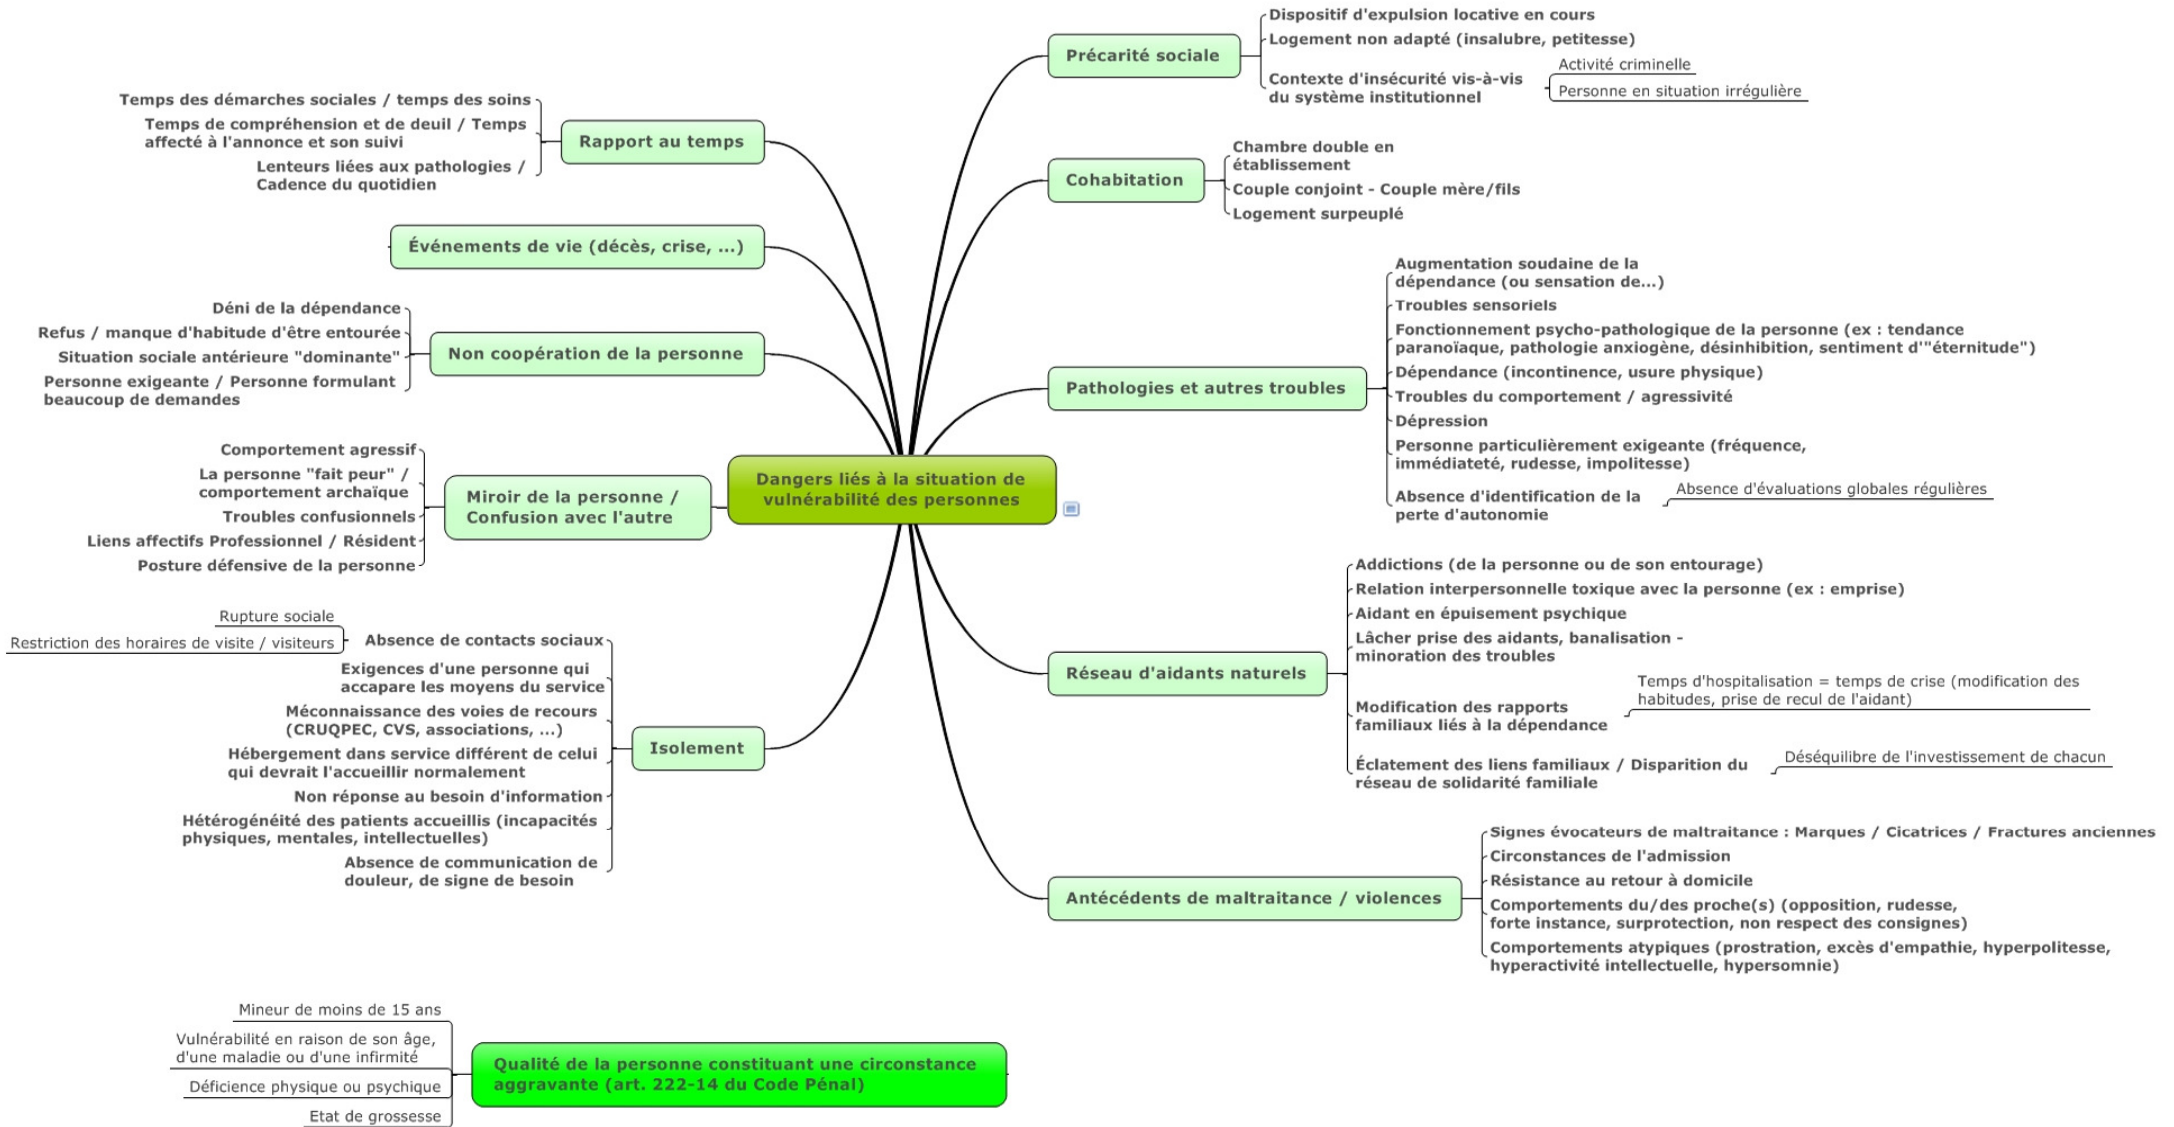 Dangers liés à la situation de
vulnérabilité des personnes
Précarité sociale
Dispositif d'expulsion locative en cours
Logement non adapté (insalubre, petitesse)
Contexte d'insécurité vis-à-vis
du système institutionnel
Activité criminelle
Personne en situation irrégulière
Cohabitation
Chambre double en
établissement
Couple conjoint - Couple mère/fils
Logement surpeuplé
Pathologies et autres troubles
Augmentation soudaine de la
dépendance (ou sensation de...)
Troubles sensoriels
Fonctionnement psycho-pathologique de la personne (ex : tendance
paranoïaque, pathologie anxiogène, désinhibition, sentiment d'"éternitude")
Dépendance (incontinence, usure physique)
Troubles du comportement / agressivité
Dépression
Personne particulièrement exigeante (fréquence,
immédiateté, rudesse, impolitesse)
Absence d'identification de la
perte d'autonomie
Absence d'évaluations globales régulières
Réseau d'aidants naturels
Addictions (de la personne ou de son entourage)
Relation interpersonnelle toxique avec la personne (ex : emprise)
Aidant en épuisement psychique
Lâcher prise des aidants, banalisation -
minoration des troubles
Modification des rapports
familiaux liés à la dépendance
Temps d'hospitalisation = temps de crise (modification des
habitudes, prise de recul de l'aidant)
Éclatement des liens familiaux / Disparition du
réseau de solidarité familiale
Déséquilibre de l'investissement de chacun
Antécédents de maltraitance / violences
Signes évocateurs de maltraitance : Marques / Cicatrices / Fractures anciennes
Circonstances de l'admission
Résistance au retour à domicile
Comportements du/des proche(s) (opposition, rudesse,
forte instance, surprotection, non respect des consignes)
Comportements atypiques (prostration, excès d'empathie, hyperpolitesse,
hyperactivité intellectuelle, hypersomnie)
Rapport au temps
Temps des démarches sociales / temps des soins
Temps de compréhension et de deuil / Temps
affecté à l'annonce et son suivi
Lenteurs liées aux pathologies /
Cadence du quotidien
Événements de vie (décès, crise, ...)
Non coopération de la personne
Déni de la dépendance
Refus / manque d'habitude d'être entourée
Situation sociale antérieure "dominante"
Personne exigeante / Personne formulant
beaucoup de demandes
Miroir de la personne /
Confusion avec l'autre
Comportement agressif
La personne "fait peur" /
comportement archaïque
Troubles confusionnels
Liens affectifs Professionnel / Résident
Posture défensive de la personne
Isolement
Absence de contacts sociaux
Rupture sociale
Restriction des horaires de visite / visiteurs
Exigences d'une personne qui
accapare les moyens du service
Méconnaissance des voies de recours
(CRUQPEC, CVS, associations, ...)
Hébergement dans service différent de celui
qui devrait l'accueillir normalement
Non réponse au besoin d'information
Hétérogénéité des patients accueillis (incapacités
physiques, mentales, intellectuelles)
Absence de communication de
douleur, de signe de besoin
Qualité de la personne constituant une circonstance
aggravante (art. 222-14 du Code Pénal)
Mineur de moins de 15 ans
Vulnérabilité en raison de son âge,
d'une maladie ou d'une infirmité
Déficience physique ou psychique
Etat de grossesse